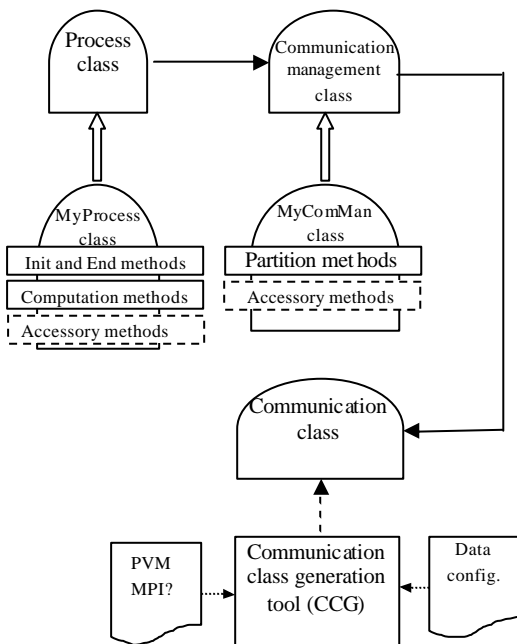 Process
class
Communication
management
class
MyProcess
class
Init and End methods
Computation methods
Accessory methods
MyComMan
class
Partition methods
Accessory methods
Communication
class
PVM
MPI?
Communication
class generation
tool (CCG)
Data
config.